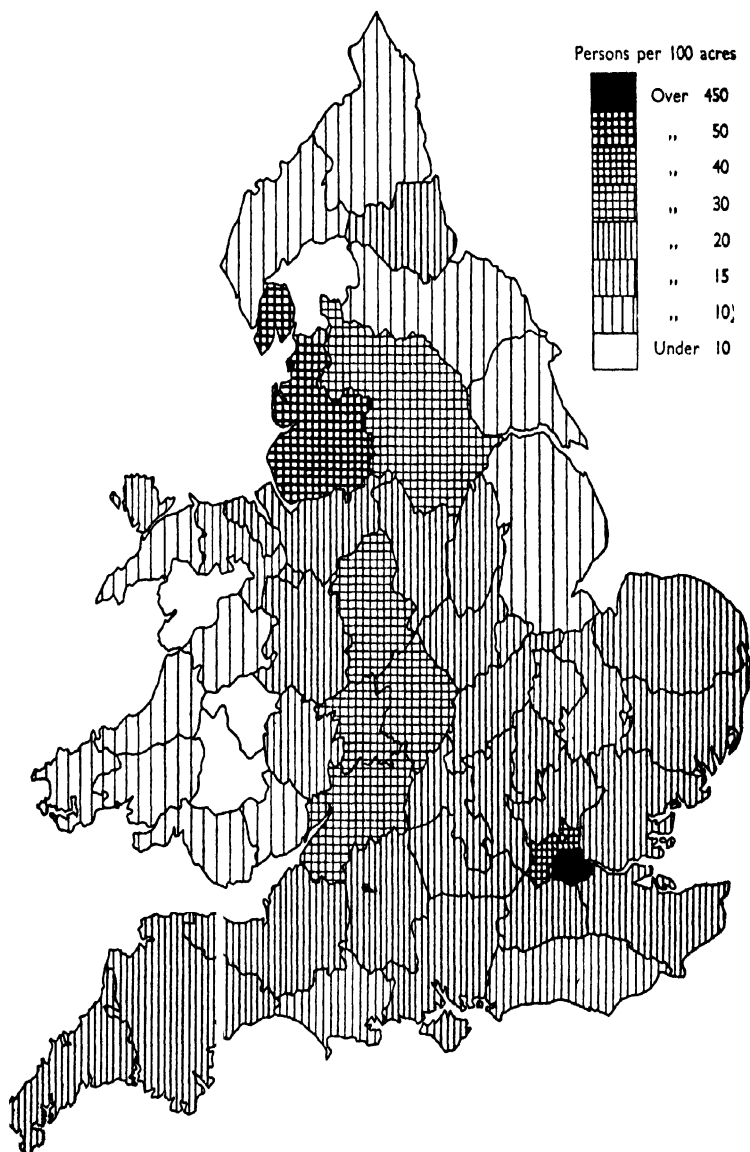 Persons per 100 acres
Over 450
,, 50
,, 40
,, 30
,, 20
,, 15
,, 10
Under 10